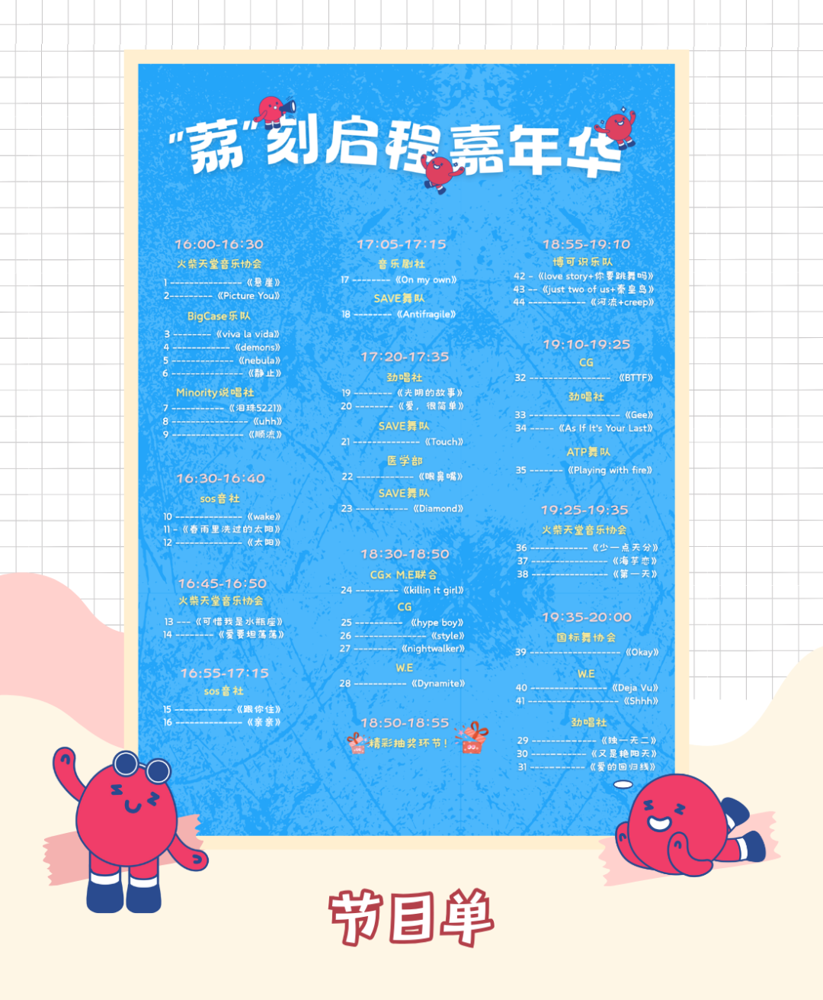 “荔”刻启程嘉年华
16:00-16:30
火柴天堂音乐协会
1 --------------- 《悬崖》
2--------- 《Picture You》
BigCase乐队
3 -------- 《viva la vida》
4 ------------ 《demons》
5 ------------- 《nebula》
6 --------------- 《静止》
Minority说唱社
7 ----------- 《泪珠5221》
8 ---------------- 《uhh》
9 --------------- 《顺流》
16:30-16:40
sos音社
10 -------------- 《wake》
11 - 《春雨里洗过的太阳》
12 -------------- 《太阳》
16:45-16:50
火柴天堂音乐协会
13 --- 《可惜我是水瓶座》
14 -------- 《爱要坦荡荡》
16:55-17:15
sos音社
15 ------------ 《跟你住》
16 -------------- 《亲亲》
17:05-17:15
音乐剧社
17 -------- 《On my own》
SAVE舞队
18 -------- 《Antifragile》
17:20-17:35
劲唱社
19 -------- 《光阴的故事》
20 -------- 《爱，很简单》
SAVE舞队
21 -------------- 《Touch》
医学部
22 ------------ 《眼鼻嘴》
SAVE舞队
23 ----------- 《Diamond》
18:30-18:50
CG× M.E联合
24 --------- 《killin it girl》
CG
25 ---------- 《hype boy》
26 --------------- 《style》
27 --------- 《nightwalker》
W.E
28 ----------- 《Dynamite》
18:50-18:55
精彩抽奖环节！
18:55-19:10
博可识乐队
42 - 《love story+你要跳舞吗》
43 -- 《just two of us+秦皇岛》
44 ------------ 《河流+creep》
19:10-19:25
CG
32 ----------------- 《BTTF》
劲唱社
33 ------------------- 《Gee》
34 ----- 《As If It's Your Last》
ATP舞队
35 ------- 《Playing with fire》
19:25-19:35
火柴天堂音乐协会
36 ------------ 《少一点天分》
37 ---------------- 《海芋恋》
38 ---------------- 《第一天》
19:35-20:00
国标舞协会
39 ------------------- 《Okay》
W.E
40 ---------------- 《Deja Vu》
41 ------------------- 《Shhh》
劲唱社
29 ------------- 《独一无二》
30 ------------ 《又是艳阳天》
31 ------------ 《爱的回归线》
节目单